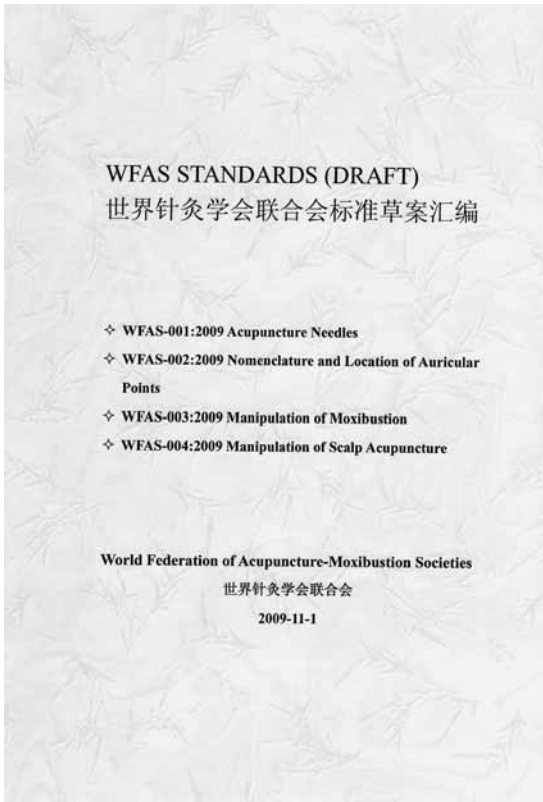 WFAS STANDARDS (DRAFT)
世界针灸学会联合会标准草案汇编
✧ WFAS-001:2009 Acupuncture Needles
✧ WFAS-002:2009 Nomenclature and Location of Auricular
Points
✧ WFAS-003:2009 Manipulation of Moxibustion
✧ WFAS-004:2009 Manipulation of Scalp Acupuncture
World Federation of Acupuncture-Moxibustion Societies
世界针灸学会联合会
2009-11-1